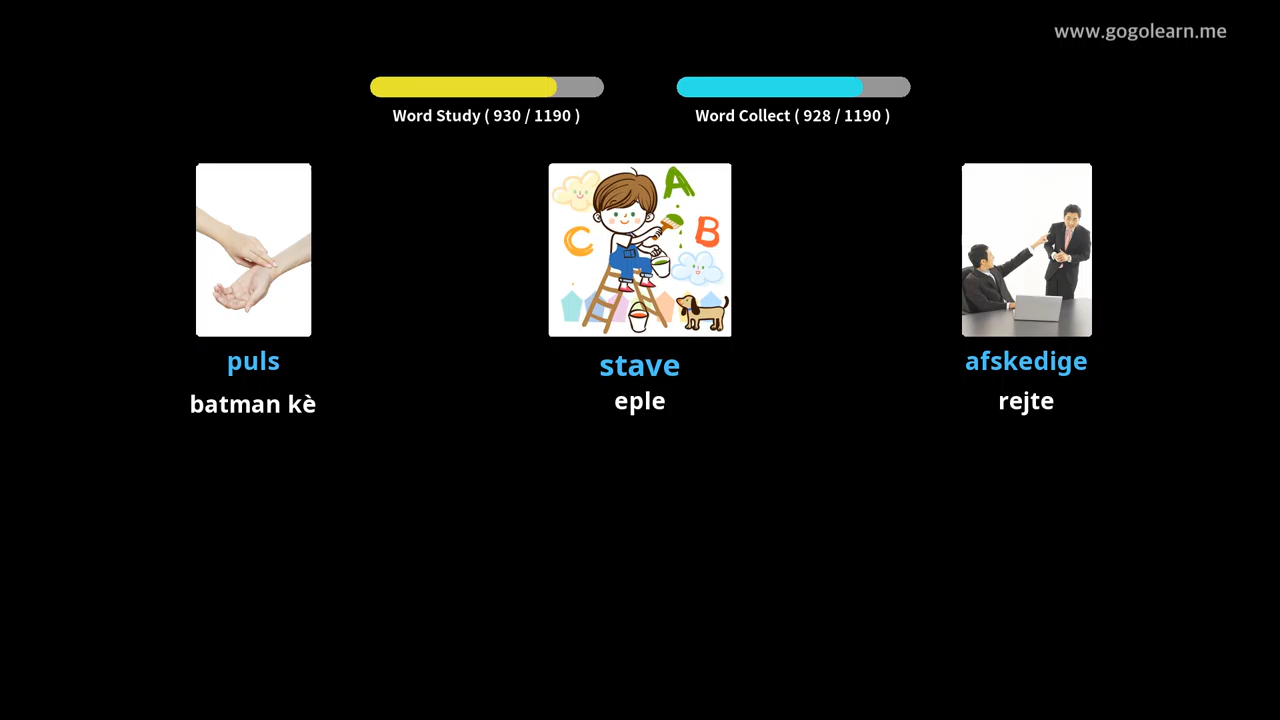 www.gogolearn.me
Word Study ( 930 / 1190 )
Word Collect ( 928 / 1190 )
A
B
C
puls
stave
afskedige
batman kè
eple
rejte